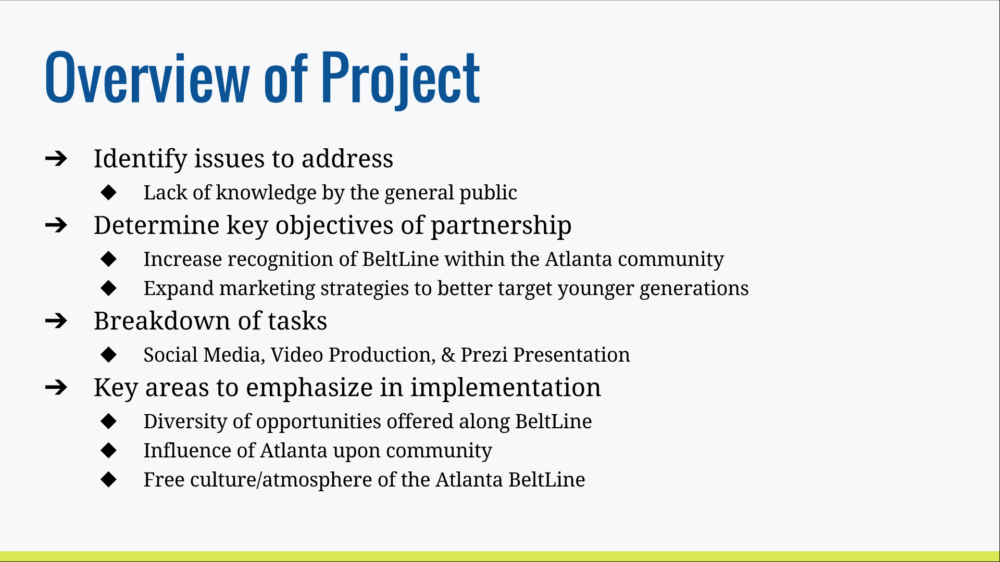 Overview of Project
➔ Identify issues to address
◆ Lack of knowledge by the general public
➔ Determine key objectives of partnership
◆ Increase recognition of BeltLine within the Atlanta community
◆ Expand marketing strategies to better target younger generations
➔ Breakdown of tasks
◆ Social Media, Video Production, & Prezi Presentation
➔ Key areas to emphasize in implementation
◆ Diversity of opportunities offered along BeltLine
◆ Influence of Atlanta upon community
◆ Free culture/atmosphere of the Atlanta BeltLine